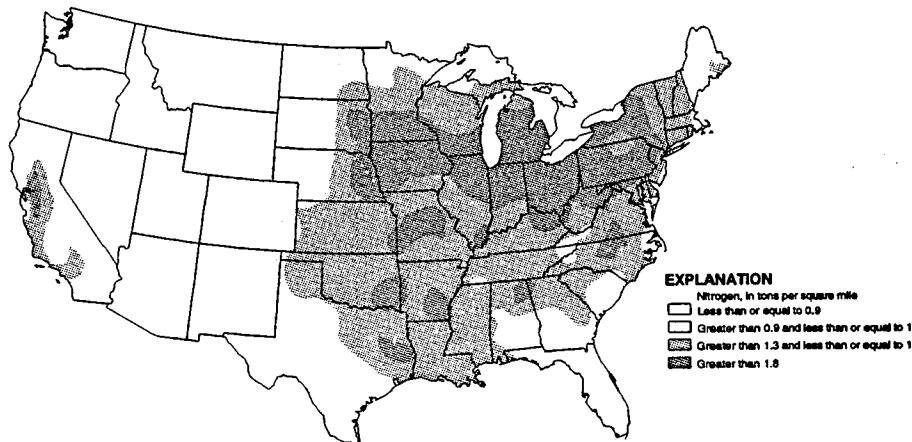 EXPLANATION
Nitrogen, in tons per square mile
Less than or equal to 0.9
Greater than 0.9 and less than or equal to 1
Greater than 1.3 and less than or equal to 1
Greater than 1.8